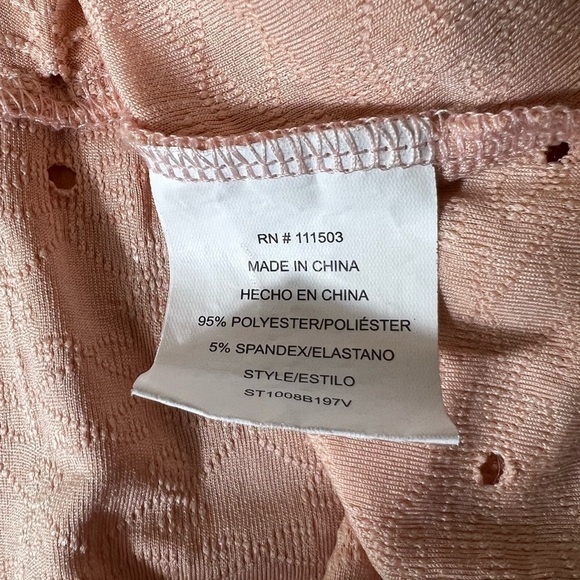 RN # 111503
MADE IN CHINA
HECHO EN CHINA
95% POLYESTER/POLIÉSTER
5% SPANDEX/ELASTANO
STYLE/ESTILO
ST1008B197V